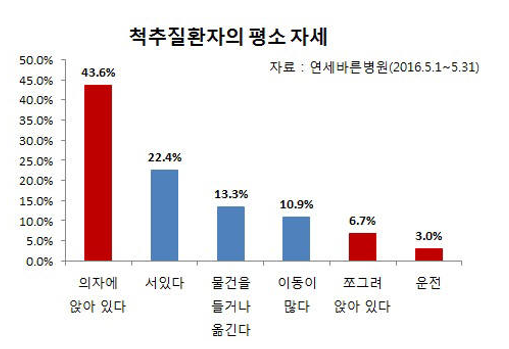 척추질환자의 평소 자세
자료 : 연세바른병원(2016.5.1~5.31)
50.0%
45.0%
40.0%
35.0%
30.0%
25.0%
20.0%
15.0%
10.0%
5.0%
0.0%
43.6%
22.4%
13.3%
10.9%
6.7%
3.0%
의자에
앉아 있다
서있다
물건을
들거나
옮긴다
이동이
많다
쪼그려
앉아 있다
운전